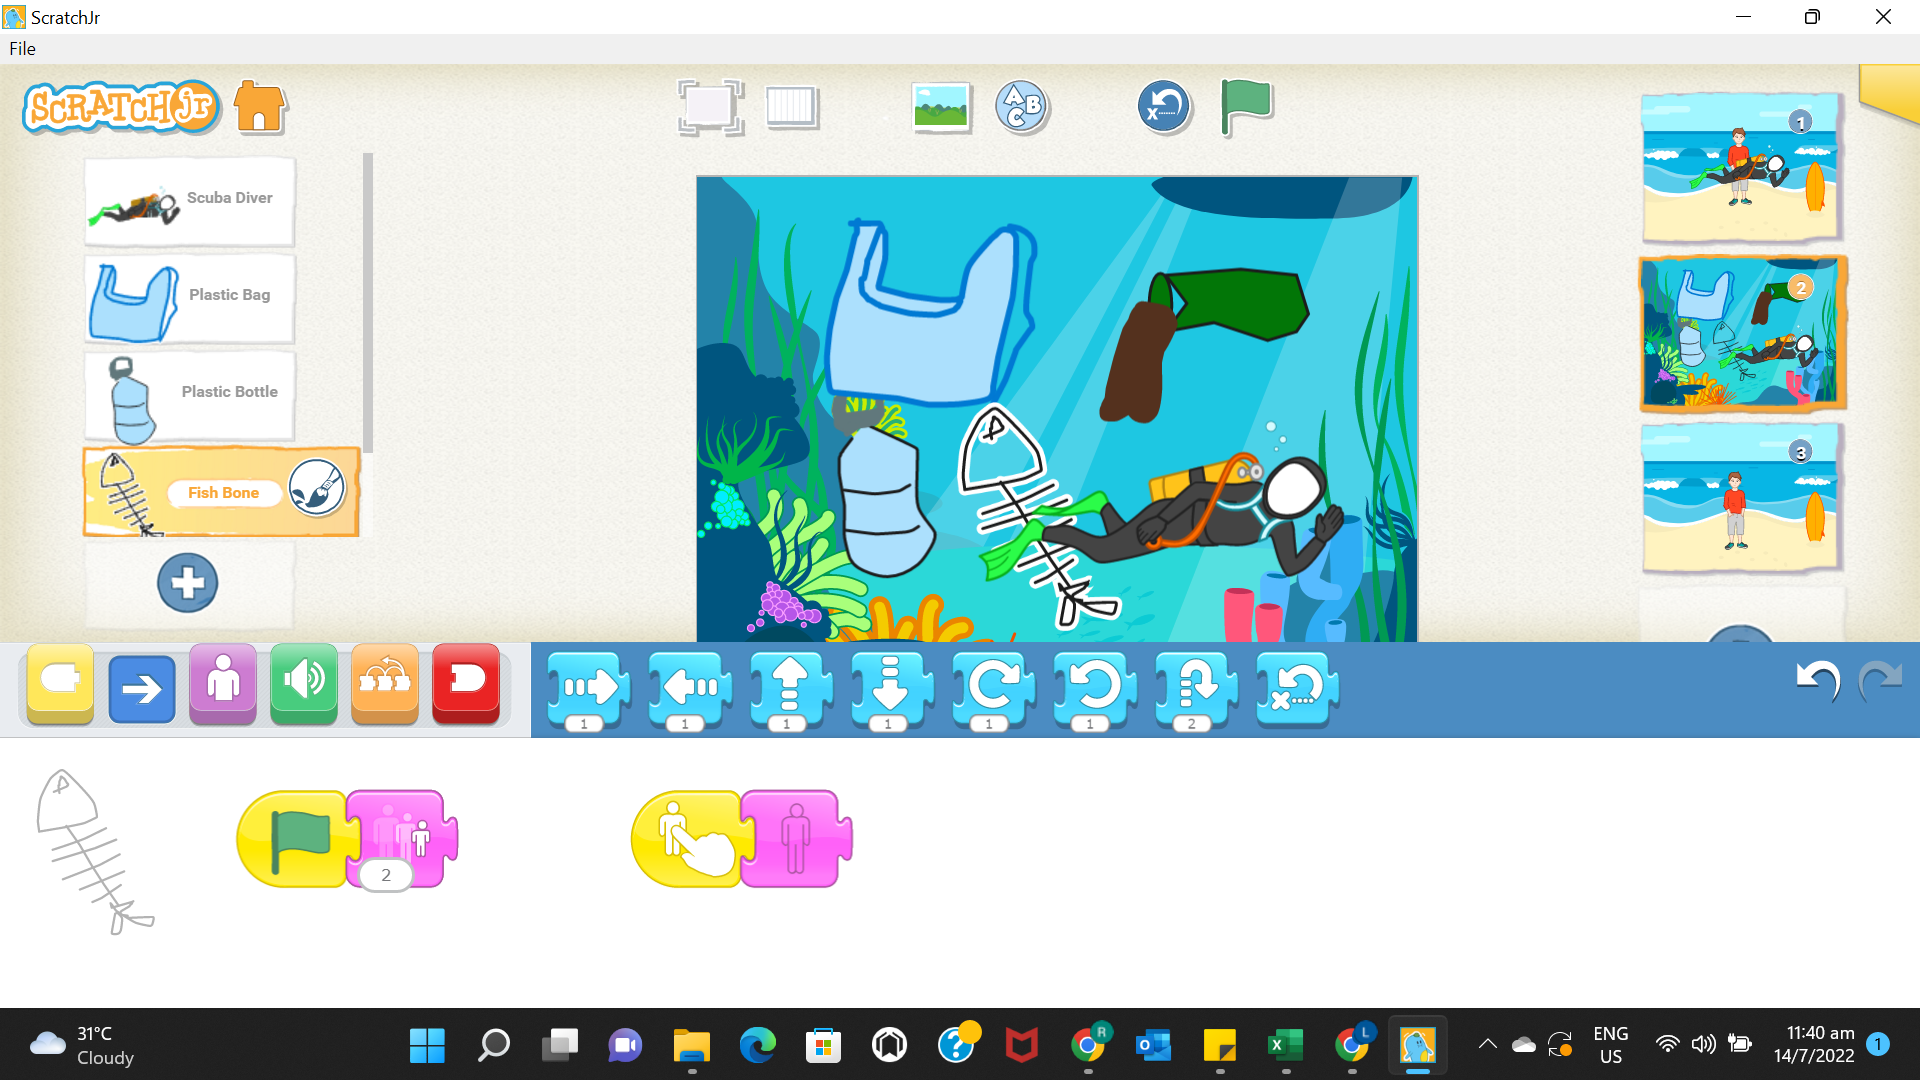 ScratchJr
File
SCRATCHJr
A B C
X
Scuba Diver
Plastic Bag
Plastic Bottle
Fish Bone
1
2
3
1 1 1 1 1 1 2
X
2
31°C
Cloudy
R
L
ENG
US
11:40 am
14/7/2022
1